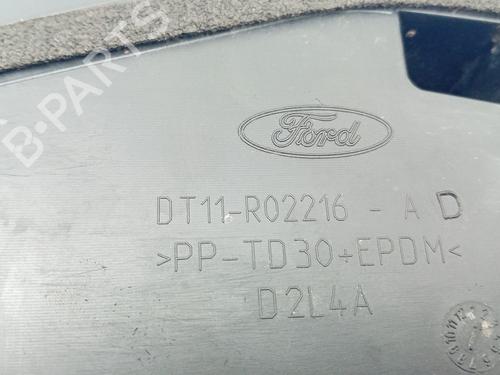 B-PARTS
Ford
DT11-R02216 - A D
>PP-TD30+EPDM<
D2L4A